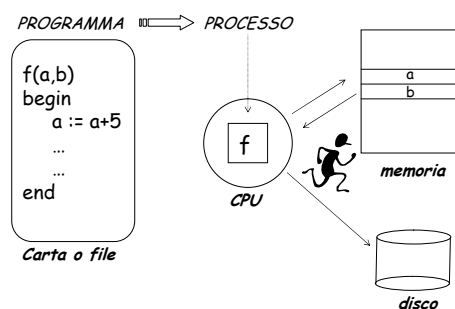 PROGRAMMA
PROCESSO
f(a,b)
begin
a := a+5
...
...
end
Carta o file
f
CPU
a
b
memoria
disco